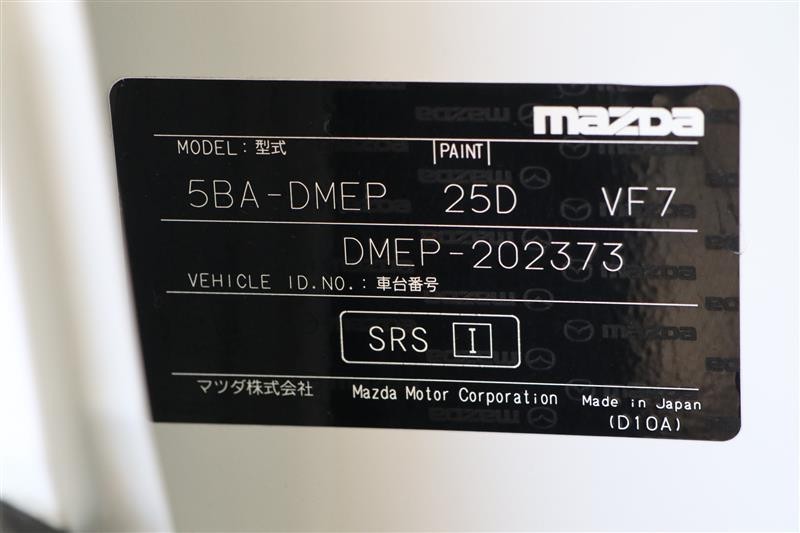 mazda
MODEL: 型式 PAINT
5BA-DMEP 25D VF7
DMEP-202373
VEHICLE ID.NO.: 車台番号
SRS I
マツダ株式会社 Mazda Motor Corporation Made in Japan
(D10A)